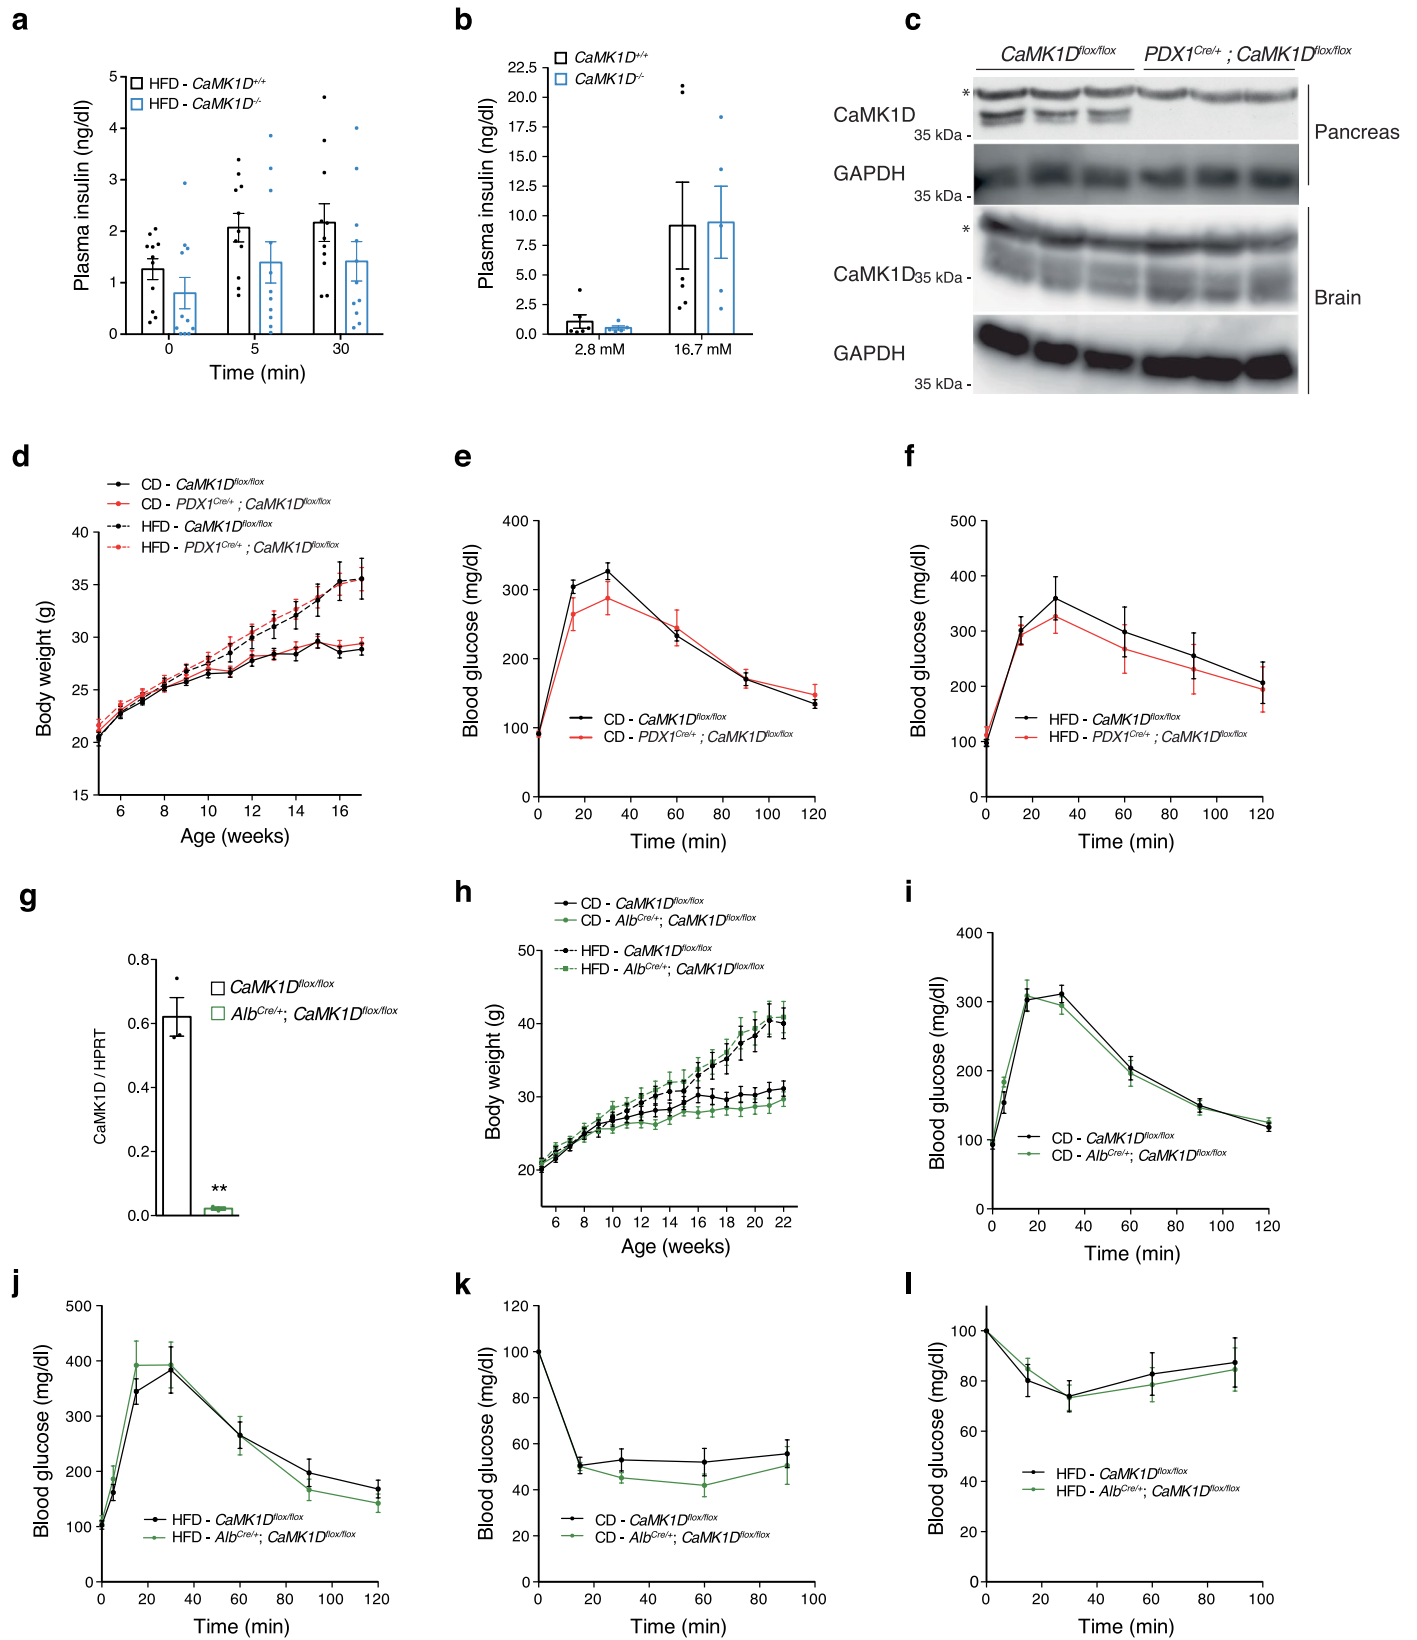 a
Plasma insulin (ng/dl)
5
4
3
2
1
0
HFD - CaMK1D+/+
HFD - CaMK1D-/-
0 5 30
Time (min)
b
Plasma insulin (ng/dl)
22.5
20.0
17.5
15.0
12.5
10.0
7.5
5.0
2.5
0.0
CaMK1D+/+
CaMK1D-/-
2.8 mM 16.7 mM
c
CaMK1Dflox/flox PDX1Cre/+ ; CaMK1Dflox/flox
*
CaMK1D
35 kDa -
GAPDH
35 kDa -
Pancreas
*
CaMK1D
35 kDa -
GAPDH
35 kDa -
Brain
d
CD - CaMK1Dflox/flox
CD - PDX1Cre/+ ; CaMK1Dflox/flox
HFD - CaMK1Dflox/flox
HFD - PDX1Cre/+ ; CaMK1Dflox/flox
Body weight (g)
40
35
30
25
20
15
6 8 10 12 14 16
Age (weeks)
e
Blood glucose (mg/dl)
400
300
200
100
0
CD - CaMK1Dflox/flox
CD - PDX1Cre/+ ; CaMK1Dflox/flox
0 20 40 60 80 100 120
Time (min)
f
Blood glucose (mg/dl)
500
400
300
200
100
0
HFD - CaMK1Dflox/flox
HFD - PDX1Cre/+ ; CaMK1Dflox/flox
0 20 40 60 80 100 120
Time (min)
g
CaMK1D / HPRT
0.8
0.6
0.4
0.2
0.0
CaMK1Dflox/flox
AlbCre/+; CaMK1Dflox/flox
**
h
CD - CaMK1Dflox/flox
CD - AlbCre/+; CaMK1Dflox/flox
HFD - CaMK1Dflox/flox
HFD - AlbCre/+; CaMK1Dflox/flox
Body weight (g)
50
40
30
20
6 8 10 12 14 16 18 20 22
Age (weeks)
i
Blood glucose (mg/dl)
400
300
200
100
0
CD - CaMK1Dflox/flox
CD - AlbCre/+; CaMK1Dflox/flox
0 20 40 60 80 100 120
Time (min)
j
Blood glucose (mg/dl)
500
400
300
200
100
0
HFD - CaMK1Dflox/flox
HFD - AlbCre/+; CaMK1Dflox/flox
0 20 40 60 80 100 120
Time (min)
k
Blood glucose (mg/dl)
120
100
80
60
40
20
0
CD - CaMK1Dflox/flox
CD - AlbCre/+; CaMK1Dflox/flox
0 20 40 60 80 100
Time (min)
l
Blood glucose (mg/dl)
100
80
60
40
20
0
HFD - CaMK1Dflox/flox
HFD - AlbCre/+; CaMK1Dflox/flox
0 20 40 60 80 100
Time (min)